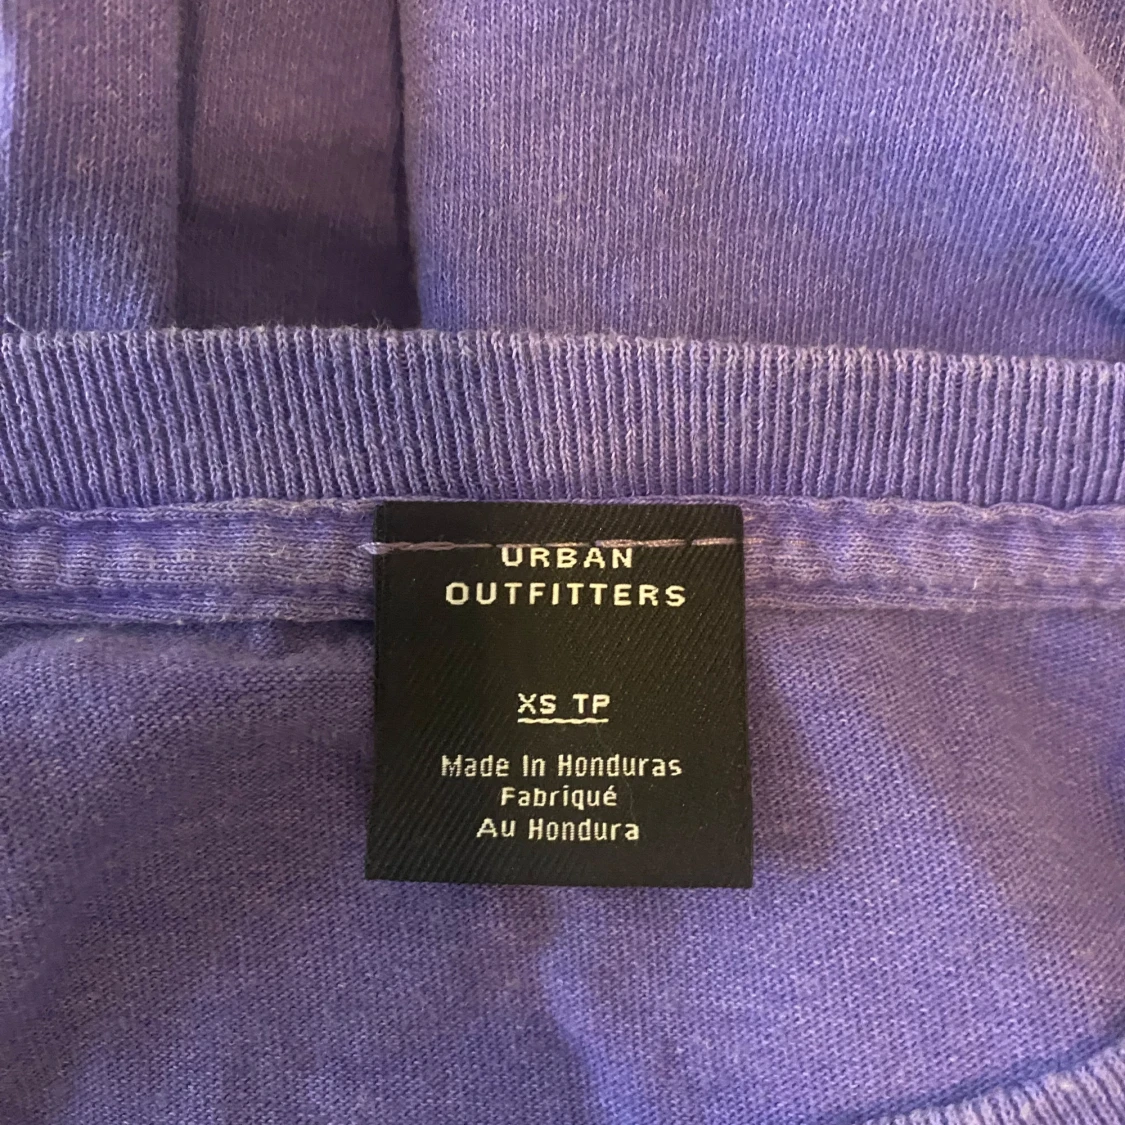 URBAN
OUTFITTERS
XS TP
Made In Honduras
Fabriqué
Au Hondura